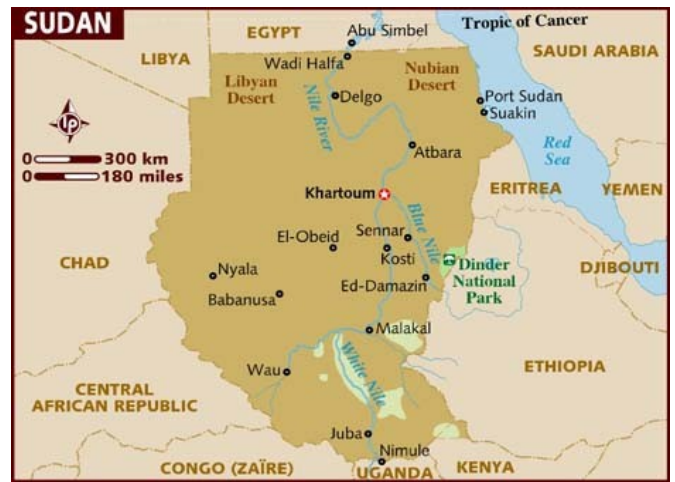 SUDAN
EGYPT
Abu Simbel
Tropic of Cancer
LIBYA
Wadi Halfa
SAUDI ARABIA
Libyan
Desert
Nubian
Desert
Nile River
Delgo
Port Sudan
Suakin
lp
Red
Sea
Atbara
0 300 km
0 180 miles
Khartoum
ERITREA
YEMEN
Blue Nile
El-Obeid
Sennar
Kosti
CHAD
Nyala
Babanusa
Ed-Damazin
Dinder
National
Park
DJIBOUTI
Malakal
White Nile
Wau
ETHIOPIA
CENTRAL
AFRICAN REPUBLIC
Juba
Nimule
CONGO (ZAÏRE)
UGANDA
KENYA